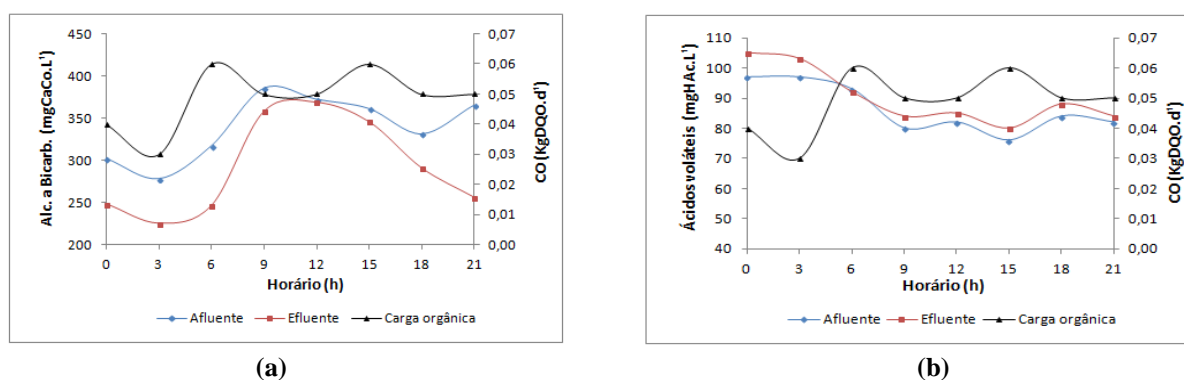 Alc. a Bicarb. (mgCaCo.L¹)
450
400
350
300
250
200
0,07
0,06
0,05
0,04
0,03
0,02
0,01
0,00
CO (KgDQO.d¹)
0 3 6 9 12 15 18 21
Horário (h)
Afluente Efluente Carga orgânica
(a)
Ácidos voláteis (mgHAc.L¹)
110
100
90
80
70
60
50
40
0,07
0,06
0,05
0,04
0,03
0,02
0,01
0,00
CO (KgDQO.d¹)
0 3 6 9 12 15 18 21
Horário (h)
Afluente Efluente Carga orgânica
(b)